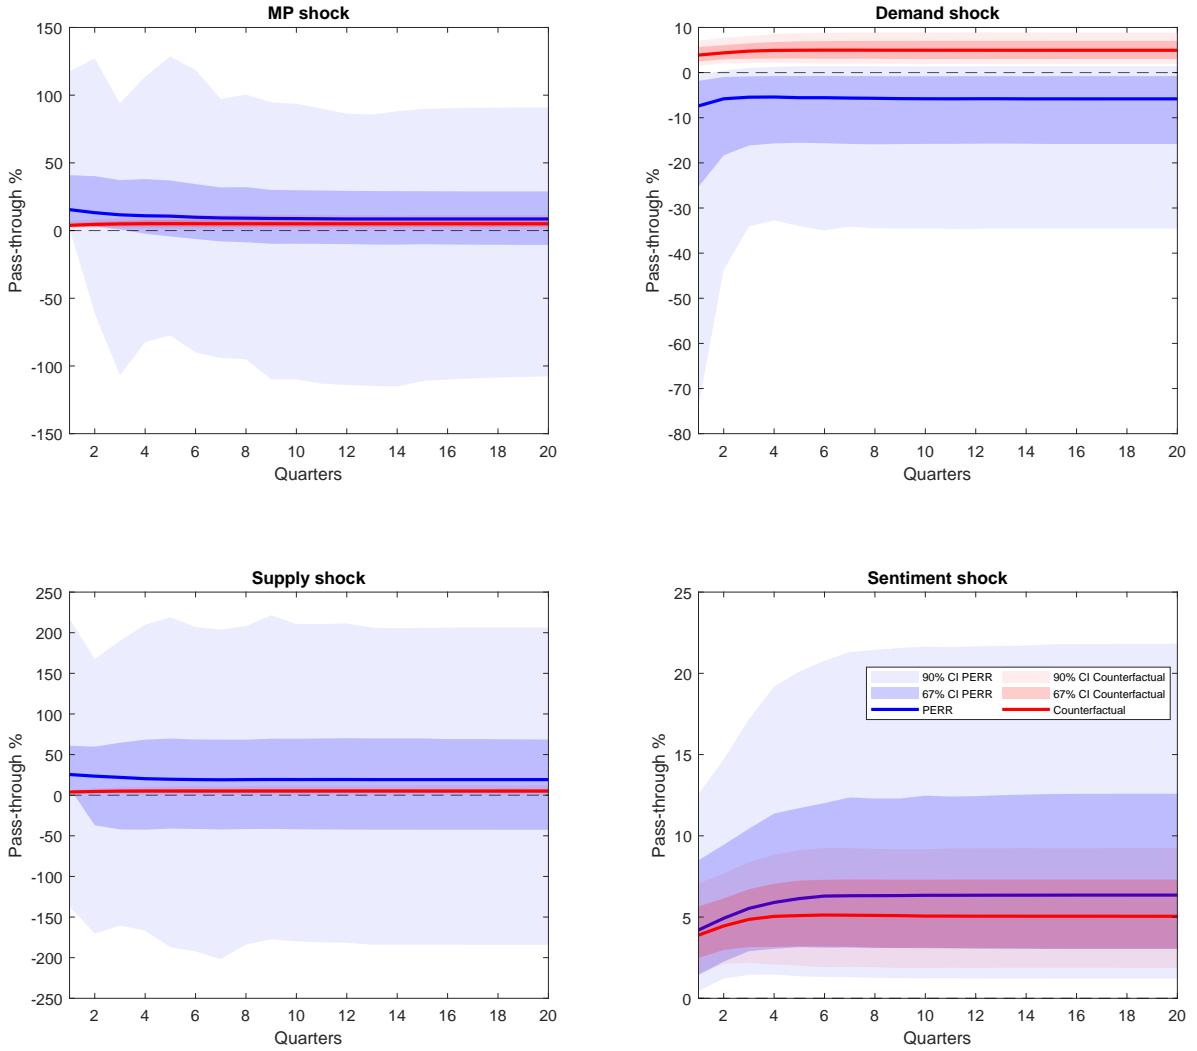 MP shock
150
100
50
0
-50
-100
-150
Pass-through %
2 4 6 8 10 12 14 16 18 20
Quarters
Demand shock
10
0
-10
-20
-30
-40
-50
-60
-70
-80
Pass-through %
2 4 6 8 10 12 14 16 18 20
Quarters
Supply shock
250
200
150
100
50
0
-50
-100
-150
-200
-250
Pass-through %
2 4 6 8 10 12 14 16 18 20
Quarters
Sentiment shock
25
20
15
10
5
0
Pass-through %
90% CI PERR 90% CI Counterfactual
67% CI PERR 67% CI Counterfactual
PERR Counterfactual
2 4 6 8 10 12 14 16 18 20
Quarters